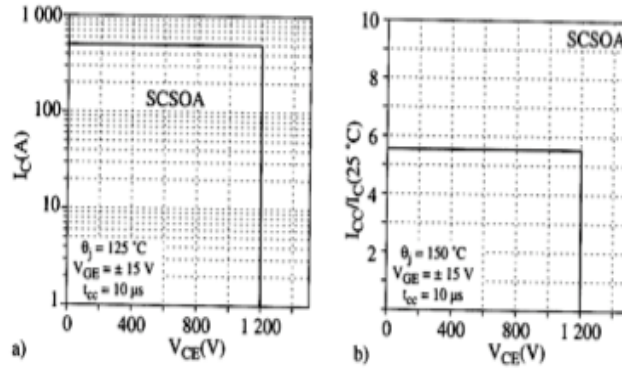 1 000
100
10
1
I_C(A)
SCSOA
θj = 125 °C
V_GE = ± 15 V
t_cc = 10 µs
0
400
800
1 200
V_CE(V)
a)
10
8
6
4
2
I_CC/I_C(25 °C)
SCSOA
θj = 150 °C
V_GE = ± 15 V
t_cc = 10 µs
0
400
800
1 200
V_CE(V)
b)